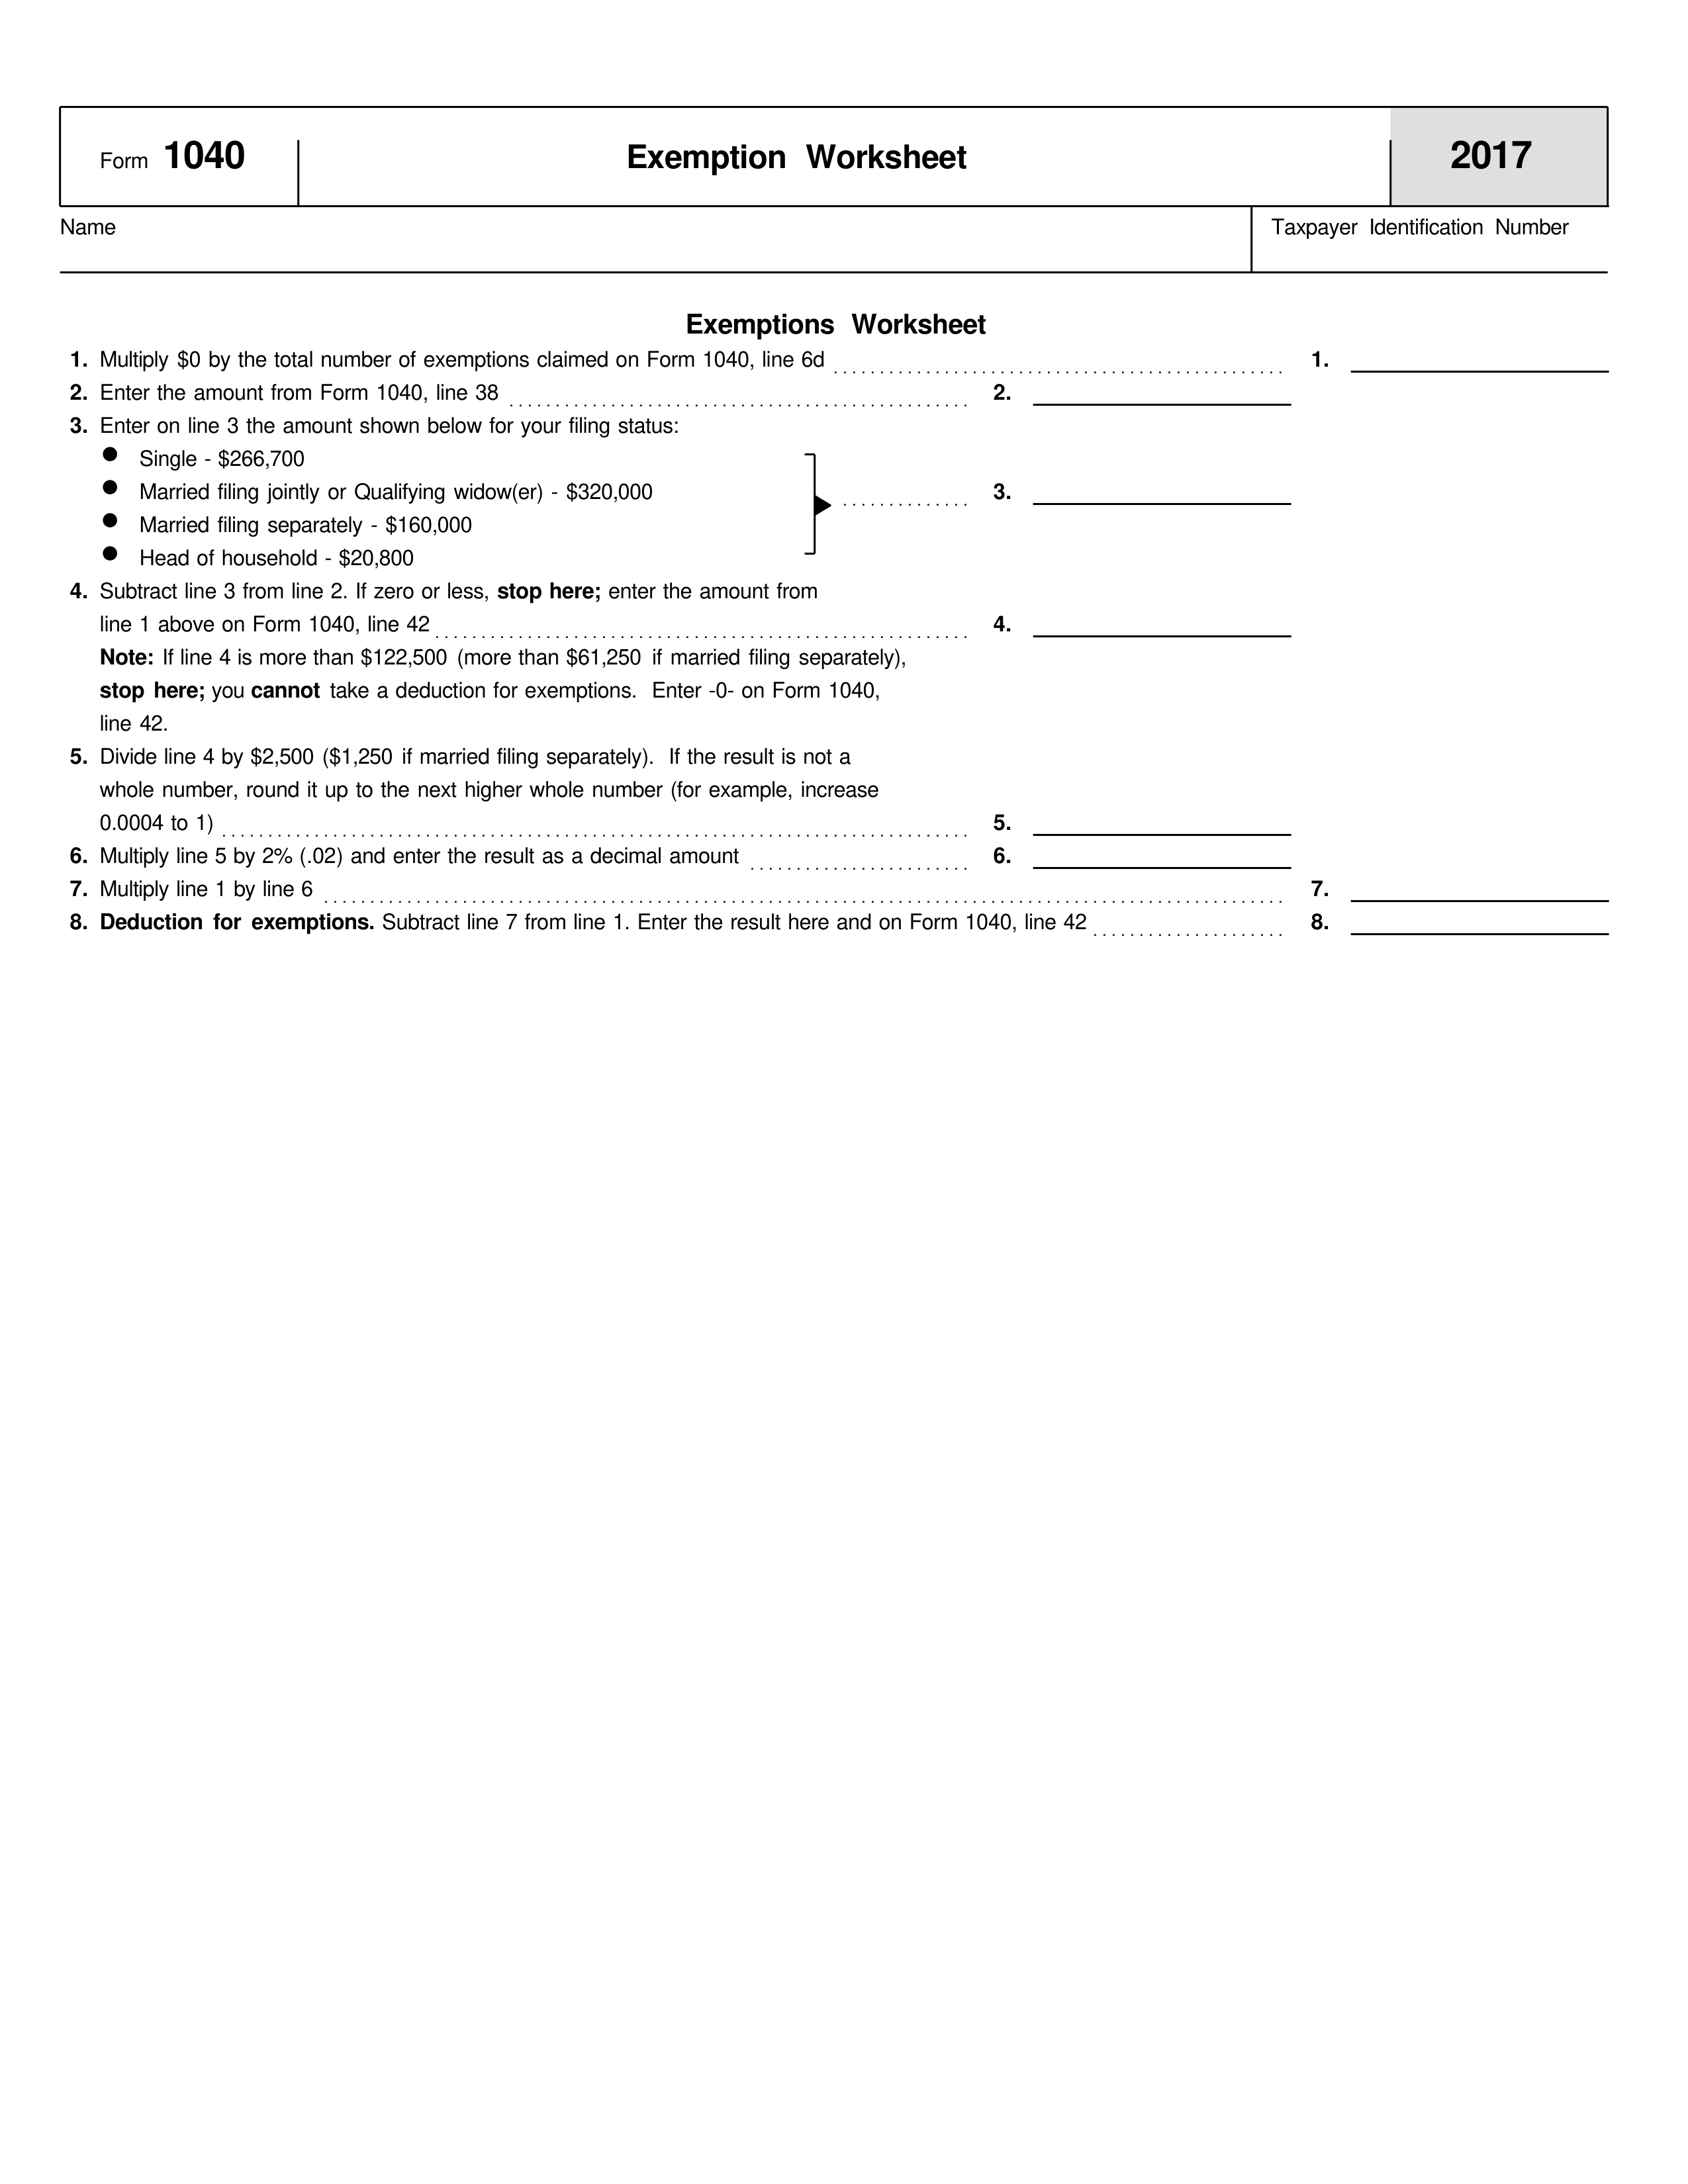 Form 1040
Exemption Worksheet
2017
Name
Taxpayer Identification Number
Exemptions Worksheet
1. Multiply $0 by the total number of exemptions claimed on Form 1040, line 6d 1.
2. Enter the amount from Form 1040, line 38 2.
3. Enter on line 3 the amount shown below for your filing status:
● Single - $266,700
● Married filing jointly or Qualifying widow(er) - $320,000 3.
● Married filing separately - $160,000
● Head of household - $20,800
4. Subtract line 3 from line 2. If zero or less, stop here; enter the amount from
line 1 above on Form 1040, line 42 4.
Note: If line 4 is more than $122,500 (more than $61,250 if married filing separately),
stop here; you cannot take a deduction for exemptions. Enter -0- on Form 1040,
line 42.
5. Divide line 4 by $2,500 ($1,250 if married filing separately). If the result is not a
whole number, round it up to the next higher whole number (for example, increase
0.0004 to 1) 5.
6. Multiply line 5 by 2% (.02) and enter the result as a decimal amount 6.
7. Multiply line 1 by line 6 7.
8. Deduction for exemptions. Subtract line 7 from line 1. Enter the result here and on Form 1040, line 42 8.